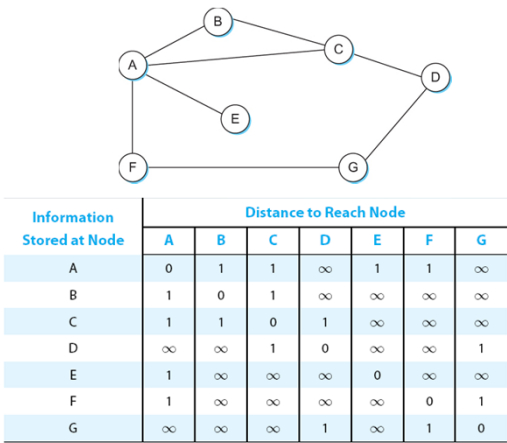 B
C
A
D
E
F
G
Information Stored at Node
Distance to Reach Node
A B C D E F G
A 0 1 1 ∞ 1 1 ∞
B 1 0 1 ∞ ∞ ∞ ∞
C 1 1 0 1 ∞ ∞ ∞
D ∞ ∞ 1 0 ∞ ∞ 1
E 1 ∞ ∞ ∞ 0 ∞ ∞
F 1 ∞ ∞ ∞ ∞ 0 1
G ∞ ∞ ∞ 1 ∞ 1 0